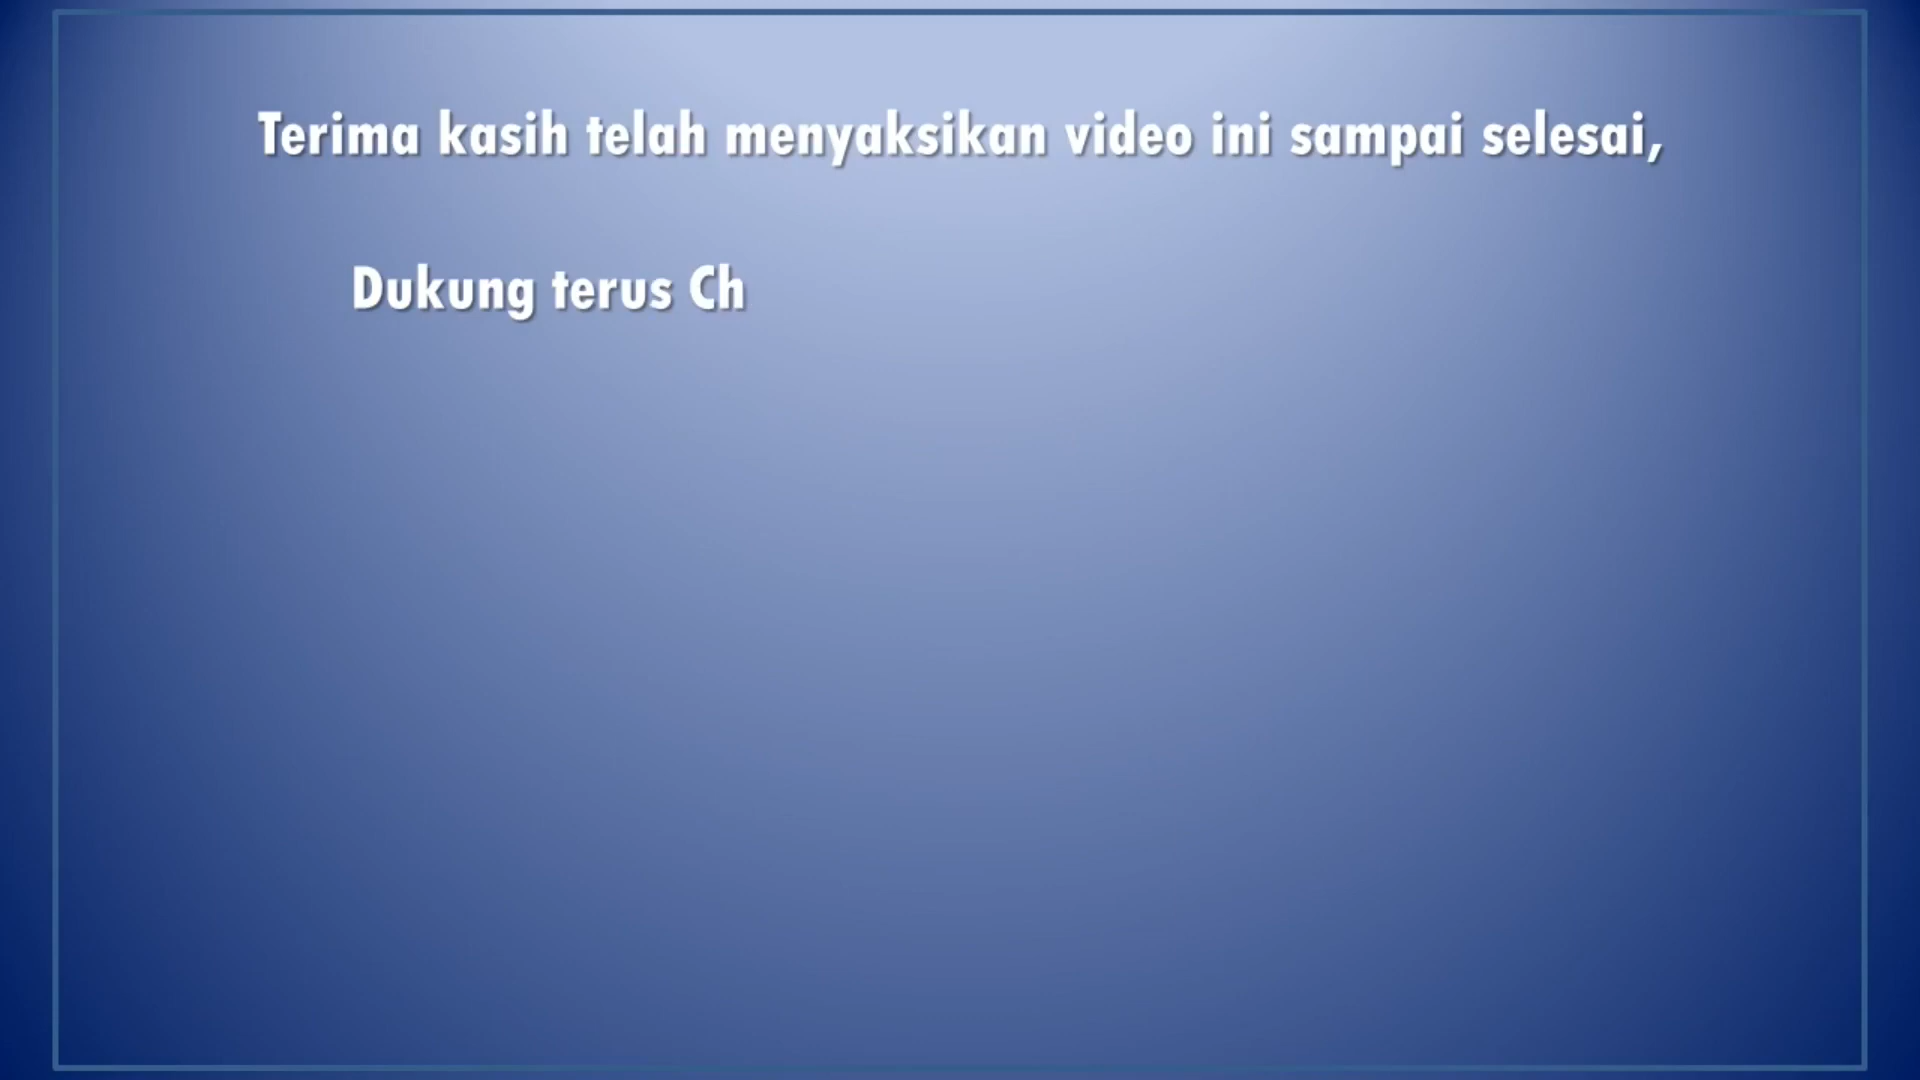 Terima kasih telah menyaksikan video ini sampai selesai,
Dukung terus Ch